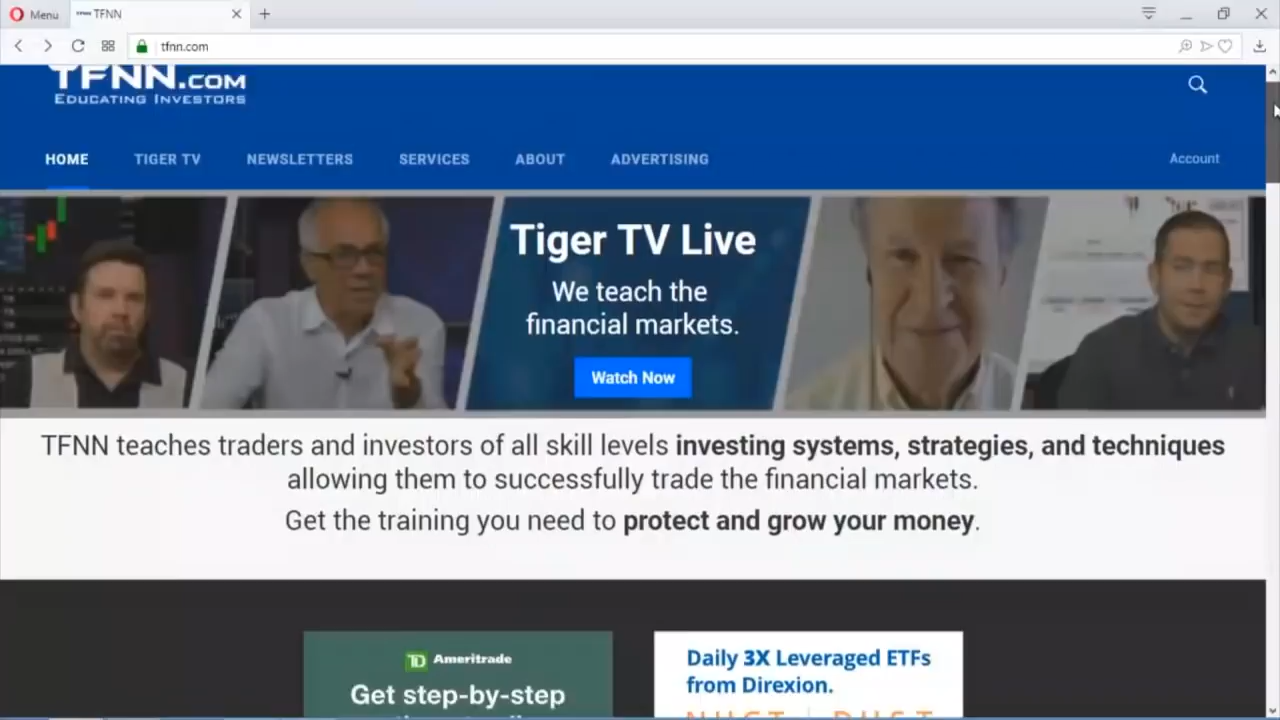 Menu
TFNN
tfnn.com
TFNN.COM
EDUCATING INVESTORS
HOME
TIGER TV
NEWSLETTERS
SERVICES
ABOUT
ADVERTISING
Account
Tiger TV Live
We teach the
financial markets.
Watch Now
TFNN teaches traders and investors of all skill levels investing systems, strategies, and techniques
allowing them to successfully trade the financial markets.
Get the training you need to protect and grow your money.
TD Ameritrade
Get step-by-step
Daily 3X Leveraged ETFs
from Direxion.